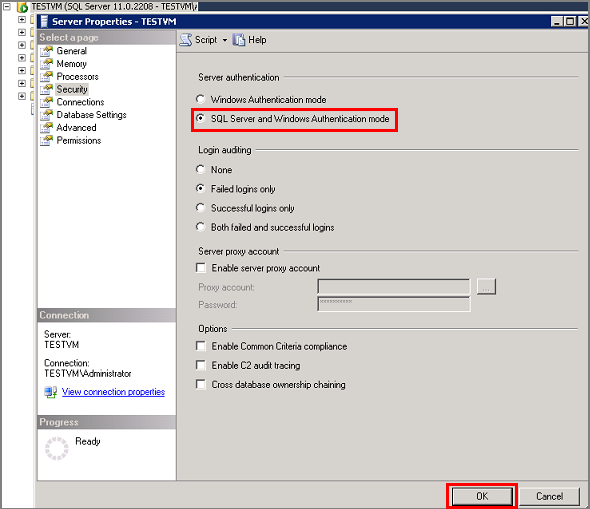 TESTVM (SQL Server 11.0.2208 - TESTVM\
Server Properties - TESTVM
Select a page
General
Memory
Processors
Security
Connections
Database Settings
Advanced
Permissions
Script
Help
Server authentication
Windows Authentication mode
SQL Server and Windows Authentication mode
Login auditing
None
Failed logins only
Successful logins only
Both failed and successful logins
Server proxy account
Enable server proxy account
Proxy account:
...
Password:
**********
Options
Enable Common Criteria compliance
Enable C2 audit tracing
Cross database ownership chaining
Connection
Server:
TESTVM
Connection:
TESTVM\Administrator
View connection properties
Progress
Ready
OK
Cancel